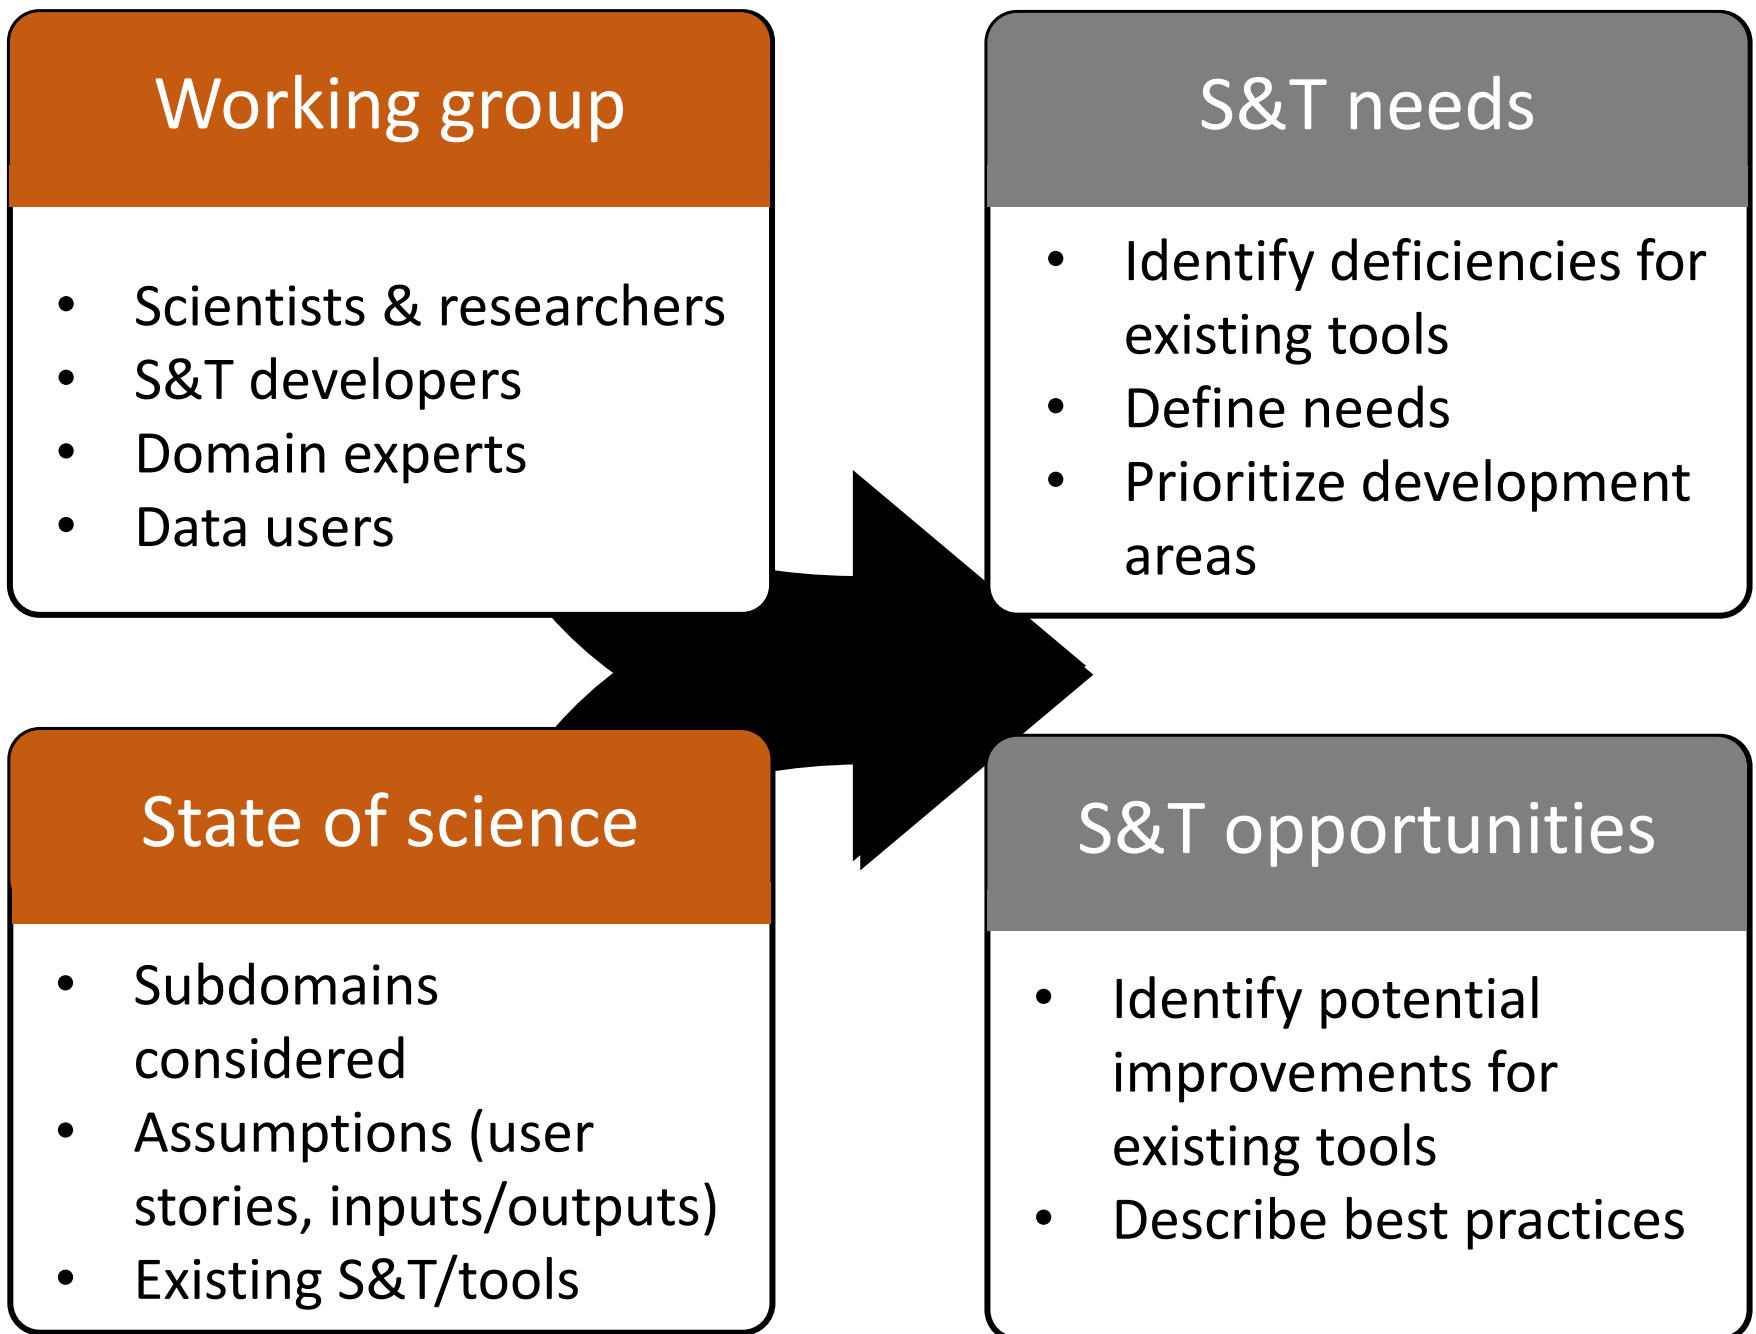 Working group
• Scientists & researchers
• S&T developers
• Domain experts
• Data users
S&T needs
• Identify deficiencies for
existing tools
• Define needs
• Prioritize development
areas
State of science
• Subdomains
considered
• Assumptions (user
stories, inputs/outputs)
• Existing S&T/tools
S&T opportunities
• Identify potential
improvements for
existing tools
• Describe best practices